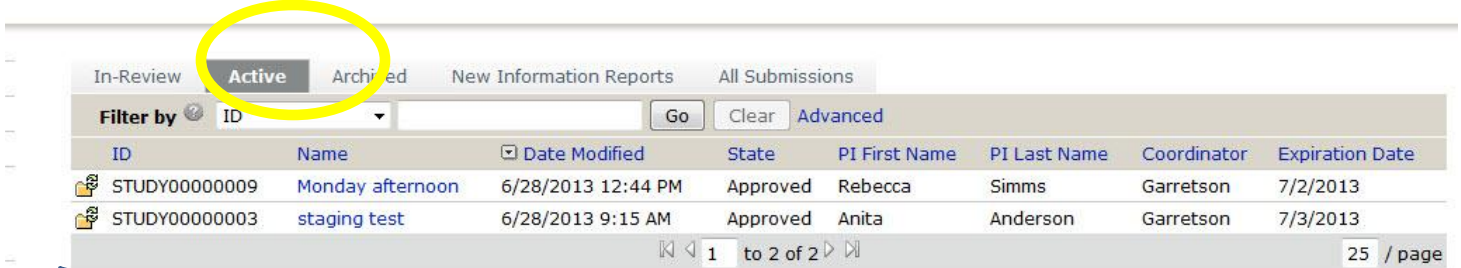 In-Review Active Archived New Information Reports All Submissions
Filter by ID Go Clear Advanced
ID Name Date Modified State PI First Name PI Last Name Coordinator Expiration Date
STUDY00000009 Monday afternoon 6/28/2013 12:44 PM Approved Rebecca Simms Garretson 7/2/2013
STUDY00000003 staging test 6/28/2013 9:15 AM Approved Anita Anderson Garretson 7/3/2013
1 to 2 of 2 25 / page